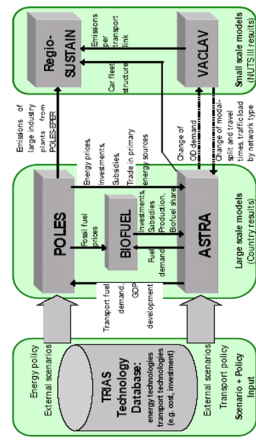 Energy policy
External scenarios
TRIAS
Technology
Database:
energy technologies
transport technologies
(e.g. cost, investment)
External scenarios
Transport policy
Scenario + Policy
Input
POLES
Fossil fuel
prices
BIOFUEL
Transport fuel
demand,
GDP
development
Fuel
demand
Investments,
Subsidies
Production,
Biofuel share
ASTRA
Large scale models
(Country results)
Emissions of
large industry
plants from
POLES-EPER
Energy prices,
Investments,
Subsidies,
Trade in primary
energy sources
Change of
OD demand
Change of modal-
split and travel
times, traffic load
by network type
Regio-
SUSTAIN
Emissions
per
transport
link
Car fleet
structure
VACLAV
Small scale models
(NUTS III results)